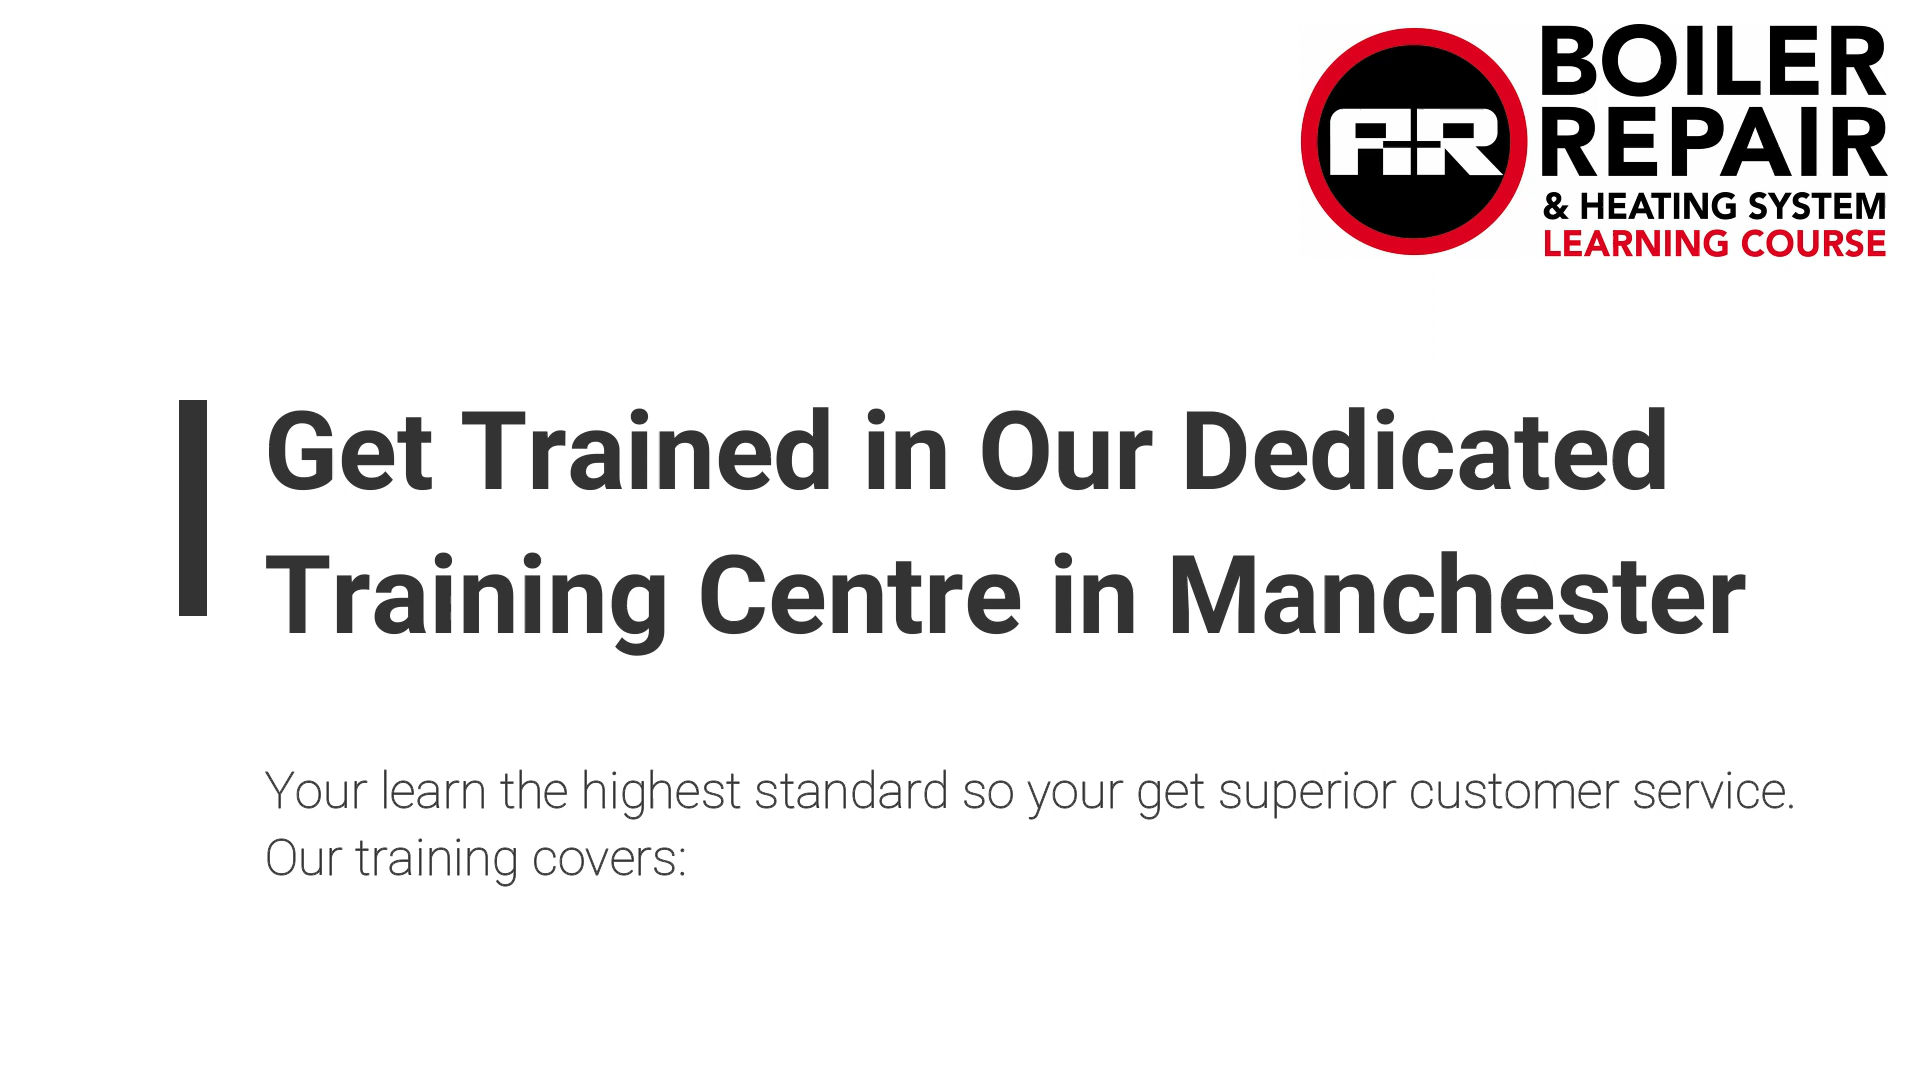 AR
BOILER
REPAIR
& HEATING SYSTEM
LEARNING COURSE
Get Trained in Our Dedicated
Training Centre in Manchester
Your learn the highest standard so your get superior customer service.
Our training covers: